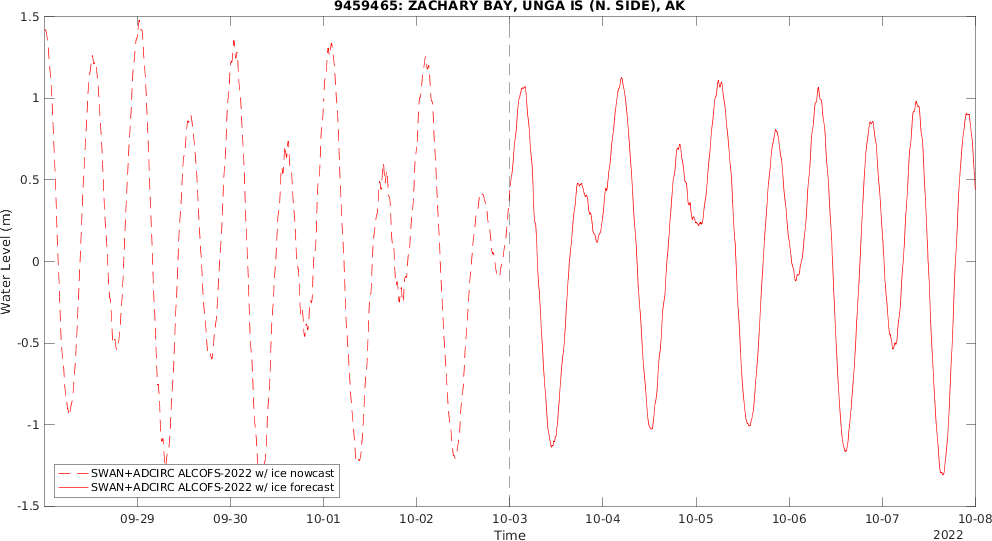 9459465: ZACHARY BAY, UNGA IS (N. SIDE), AK
1.5
1
0.5
0
-0.5
-1
-1.5
Water Level (m)
SWAN+ADCIRC ALCOFS-2022 w/ ice nowcast
SWAN+ADCIRC ALCOFS-2022 w/ ice forecast
09-29 09-30 10-01 10-02 10-03 10-04 10-05 10-06 10-07 10-08
Time
2022